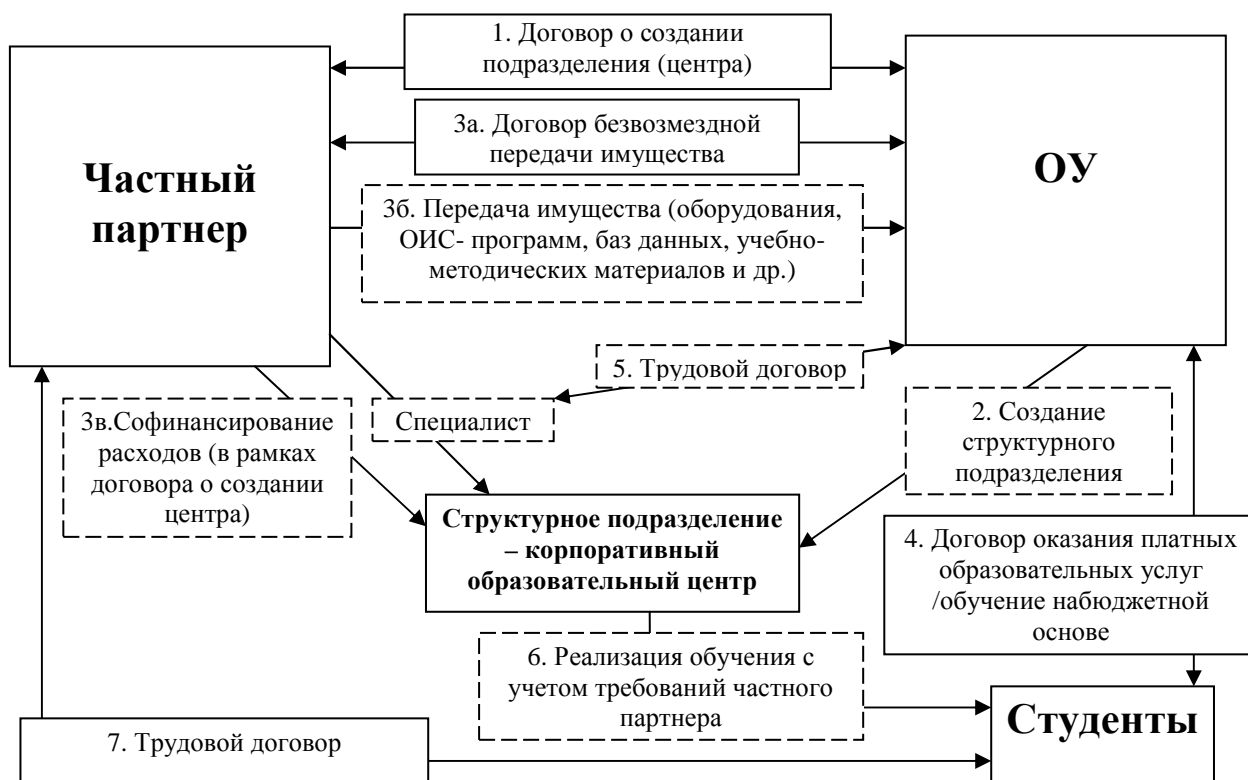 1. Договор о создании
подразделения (центра)
3а. Договор безвозмездной
передачи имущества
Частный
партнер
ОУ
3б. Передача имущества (оборудования,
ОИС- программ, баз данных, учебно-
методических материалов и др.)
5. Трудовой договор
3в.Софинансирование
расходов (в рамках
договора о создании
центра)
Специалист
2. Создание
структурного
подразделения
Структурное подразделение
– корпоративный
образовательный центр
4. Договор оказания платных
образовательных услуг
/обучение набюджетной
основе
6. Реализация обучения с
учетом требований частного
партнера
Студенты
7. Трудовой договор